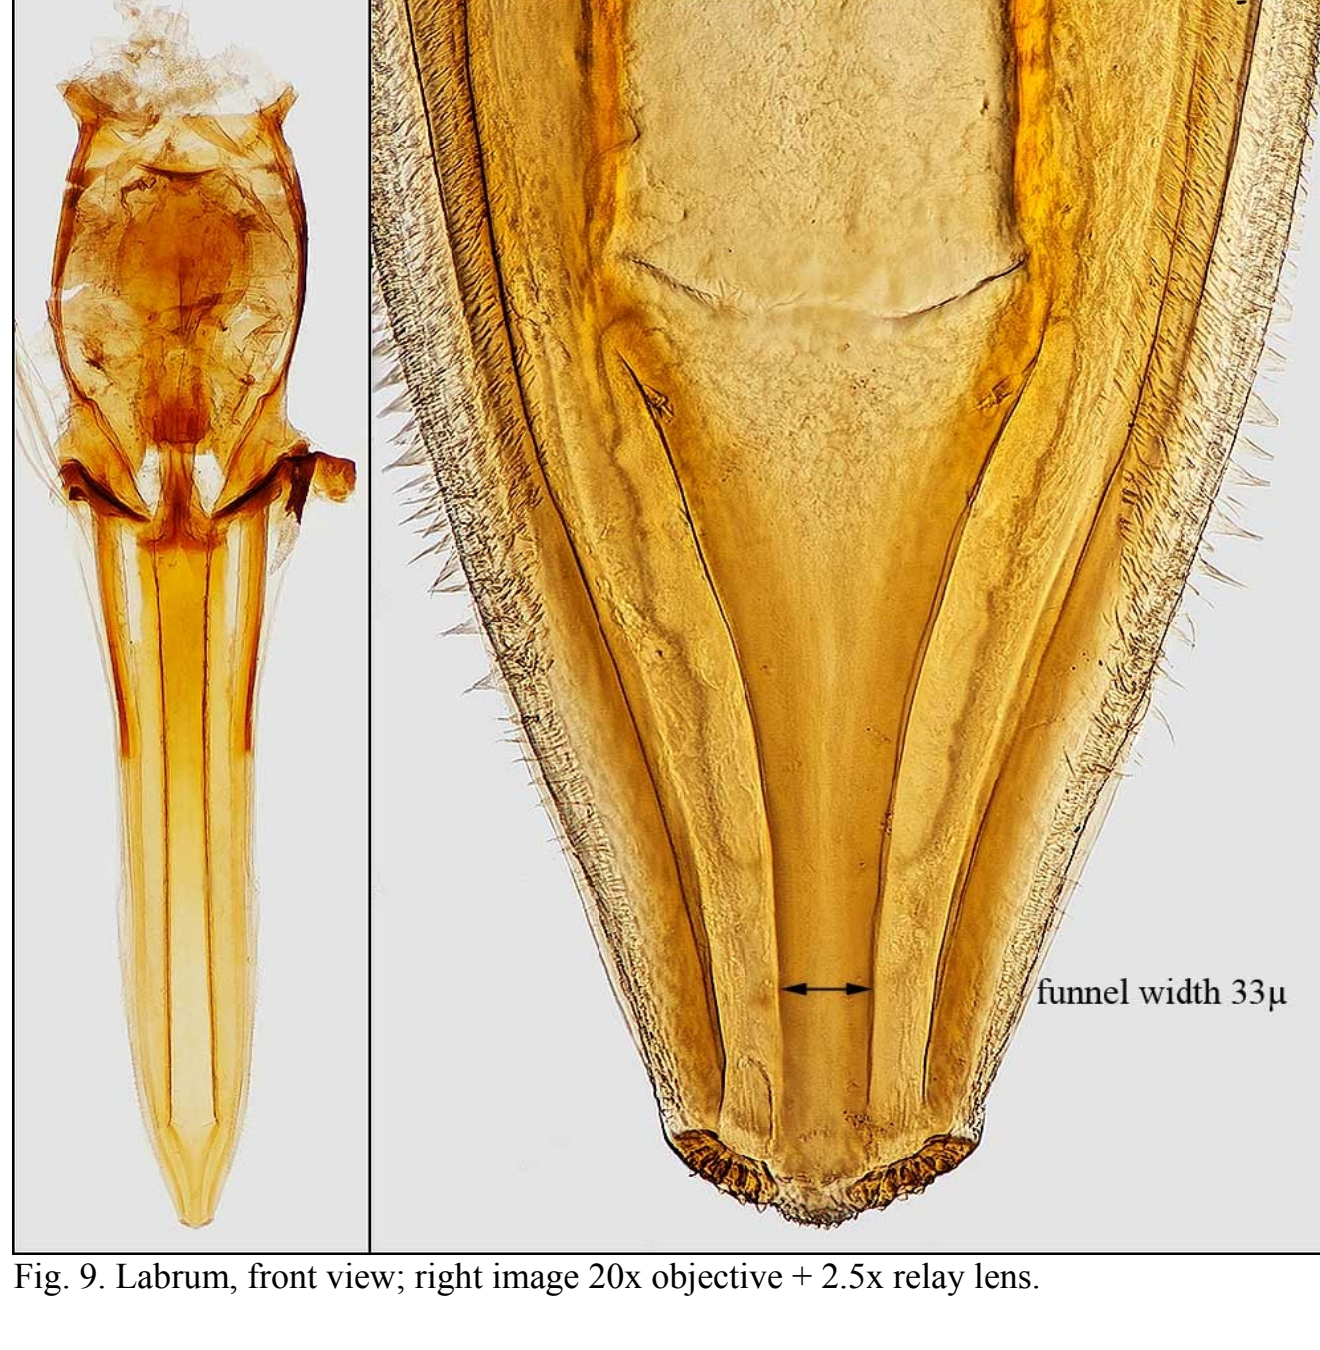 funnel width 33µ
Fig. 9. Labrum, front view; right image 20x objective + 2.5x relay lens.